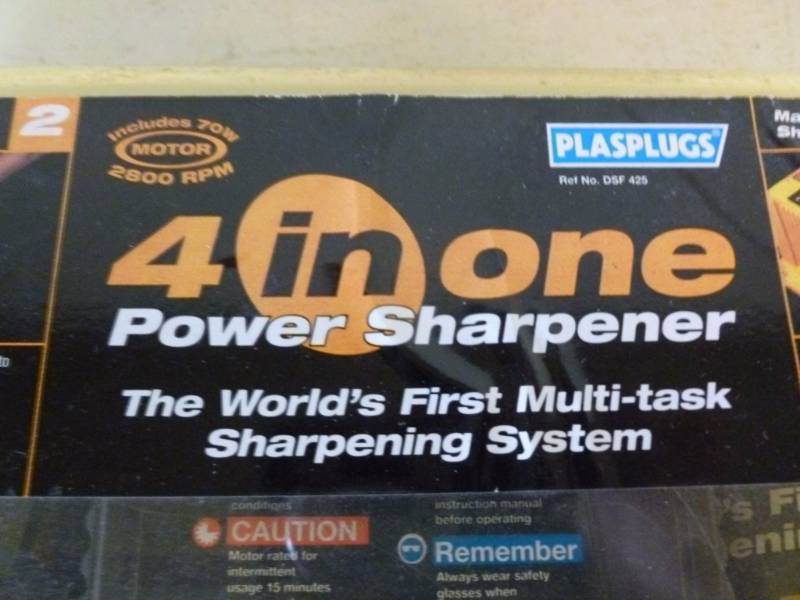 2
Includes 70W
MOTOR
2800 RPM
PLASPLUGS
Ref No. DSF 425
4 in one
Power Sharpener
The World's First Multi-task
Sharpening System
conditions
CAUTION
Motor rated for
intermittent
usage 15 minutes
instruction manual
before operating
Remember
Always wear safety
glasses when